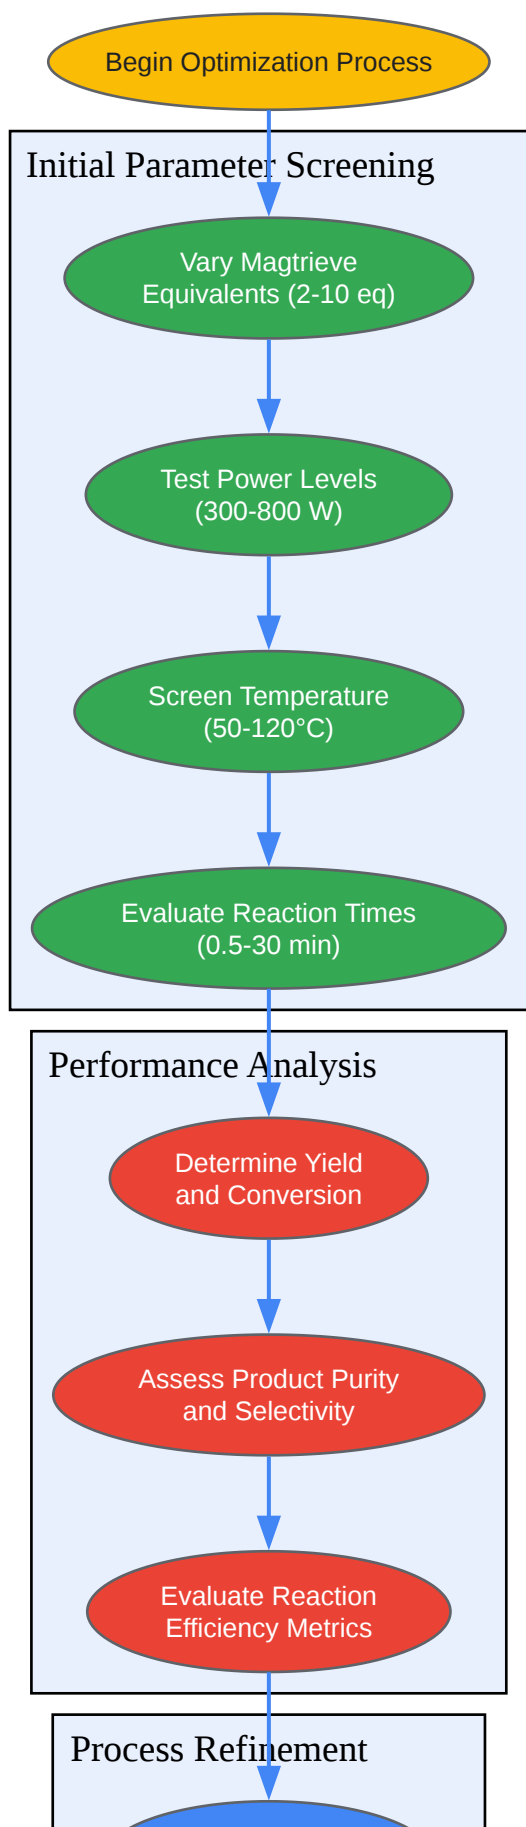 Begin Optimization Process
Initial Parameter Screening
Vary Magtrieve
Equivalents (2-10 eq)
Test Power Levels
(300-800 W)
Screen Temperature
(50-120°C)
Evaluate Reaction Times
(0.5-30 min)
Performance Analysis
Determine Yield
and Conversion
Assess Product Purity
and Selectivity
Evaluate Reaction
Efficiency Metrics
Process Refinement